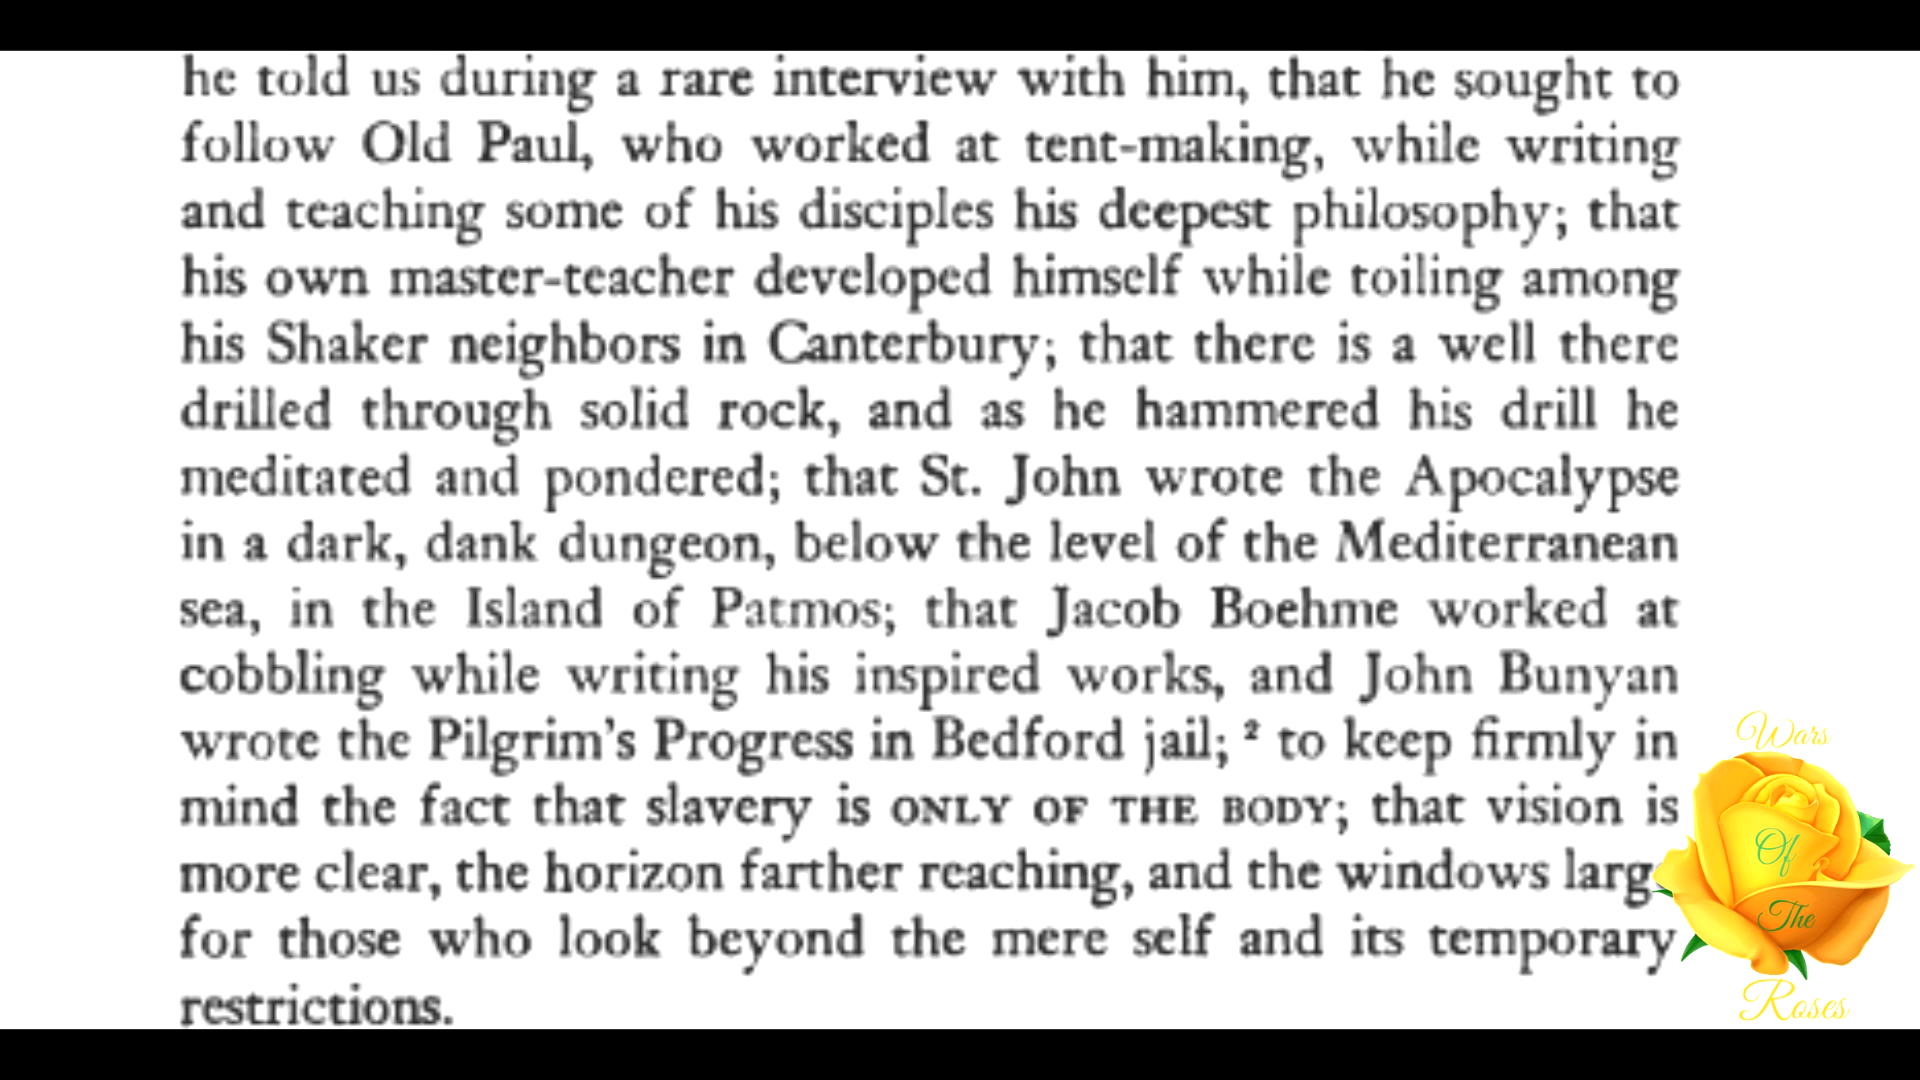 he told us during a rare interview with him, that he sought to
follow Old Paul, who worked at tent-making, while writing
and teaching some of his disciples his deepest philosophy; that
his own master-teacher developed himself while toiling among
his Shaker neighbors in Canterbury; that there is a well there
drilled through solid rock, and as he hammered his drill he
meditated and pondered; that St. John wrote the Apocalypse
in a dark, dank dungeon, below the level of the Mediterranean
sea, in the Island of Patmos; that Jacob Boehme worked at
cobbling while writing his inspired works, and John Bunyan
wrote the Pilgrim's Progress in Bedford jail; ² to keep firmly in
mind the fact that slavery is ONLY OF THE BODY; that vision is
more clear, the horizon farther reaching, and the windows large
for those who look beyond the mere self and its temporary
restrictions.
Wars
Of
The
Roses